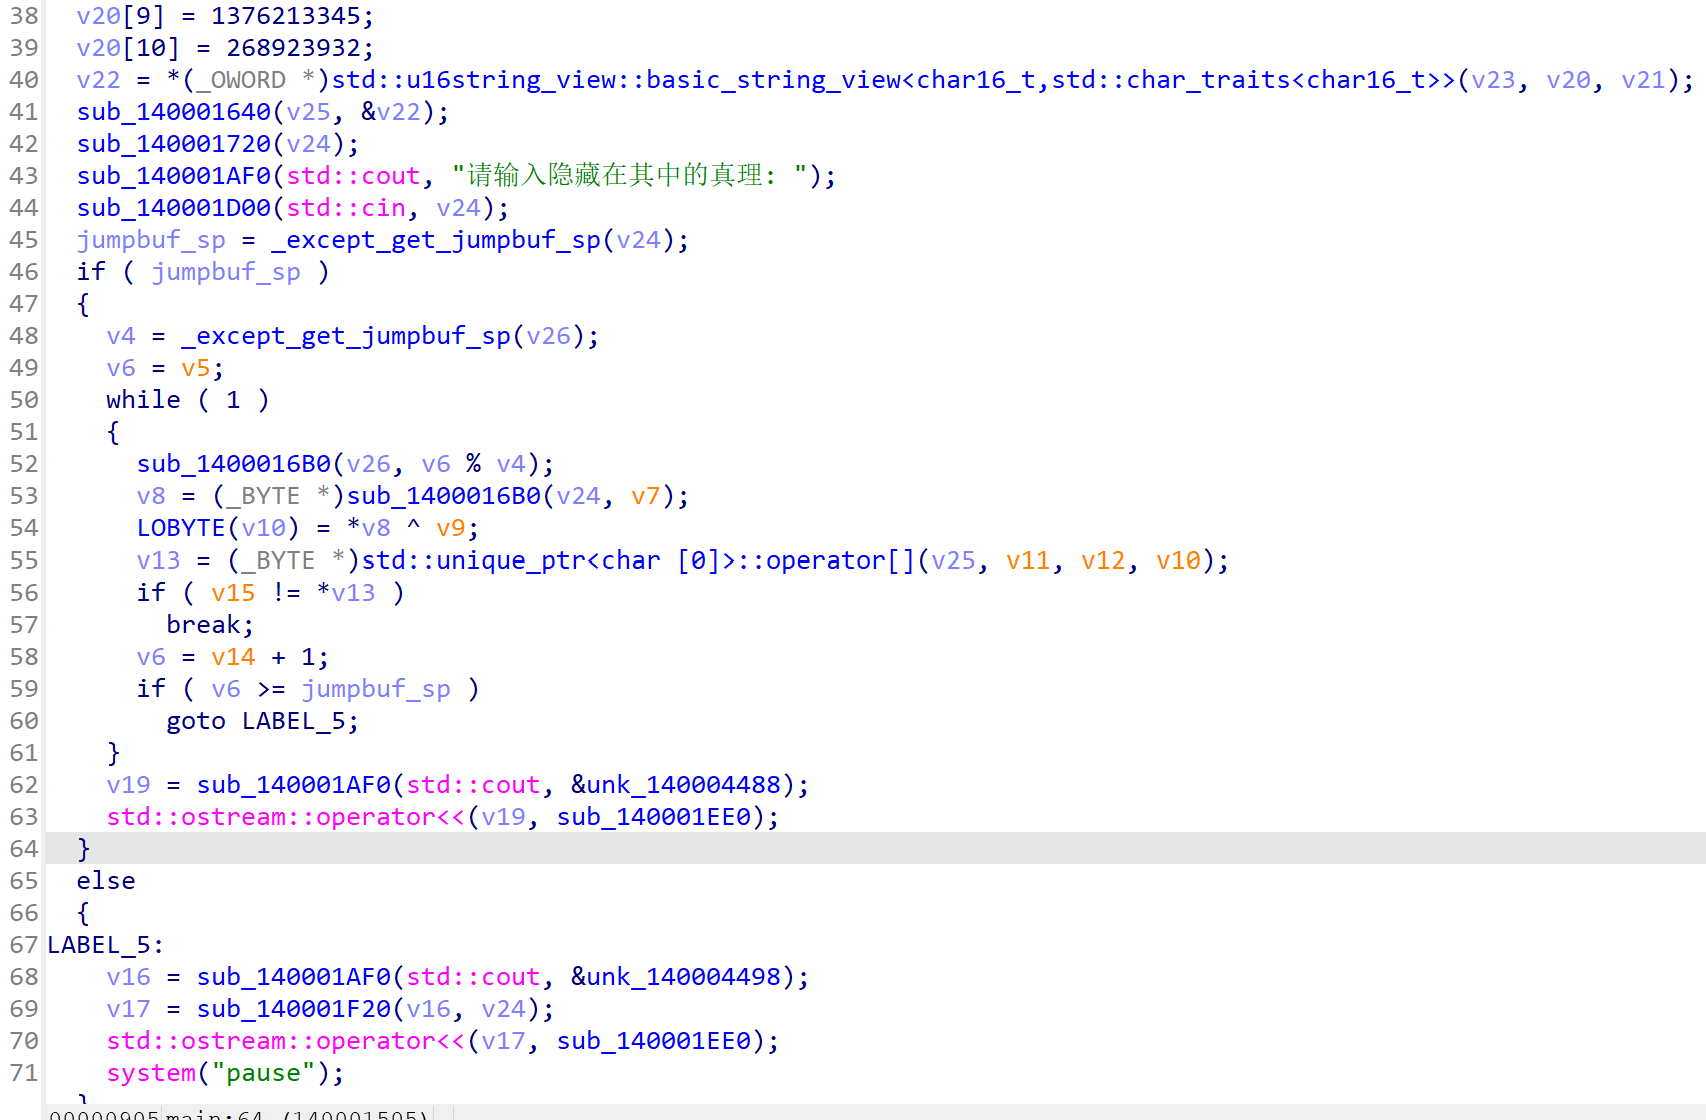 38   v20[9] = 1376213345;
39   v20[10] = 268923932;
40   v22 = *(_OWORD *)std::u16string_view::basic_string_view<char16_t,std::char_traits<char16_t>>(v23, v20, v21);
41   sub_140001640(v25, &v22);
42   sub_140001720(v24);
43   sub_140001AF0(std::cout, "请输入隐藏在其中的真理: ");
44   sub_140001D00(std::cin, v24);
45   jumpbuf_sp = _except_get_jumpbuf_sp(v24);
46   if ( jumpbuf_sp )
47   {
48     v4 = _except_get_jumpbuf_sp(v26);
49     v6 = v5;
50     while ( 1 )
51     {
52       sub_1400016B0(v26, v6 % v4);
53       v8 = (_BYTE *)sub_1400016B0(v24, v7);
54       LOBYTE(v10) = *v8 ^ v9;
55       v13 = (_BYTE *)std::unique_ptr<char [0]>::operator[](v25, v11, v12, v10);
56       if ( v15 != *v13 )
57         break;
58       v6 = v14 + 1;
59       if ( v6 >= jumpbuf_sp )
60         goto LABEL_5;
61     }
62     v19 = sub_140001AF0(std::cout, &unk_140004488);
63     std::ostream::operator<<(v19, sub_140001EE0);
64   }
65   else
66   {
67 LABEL_5:
68     v16 = sub_140001AF0(std::cout, &unk_140004498);
69     v17 = sub_140001F20(v16, v24);
70     std::ostream::operator<<(v17, sub_140001EE0);
71     system("pause");
}
00000905 main:64 (140001505)